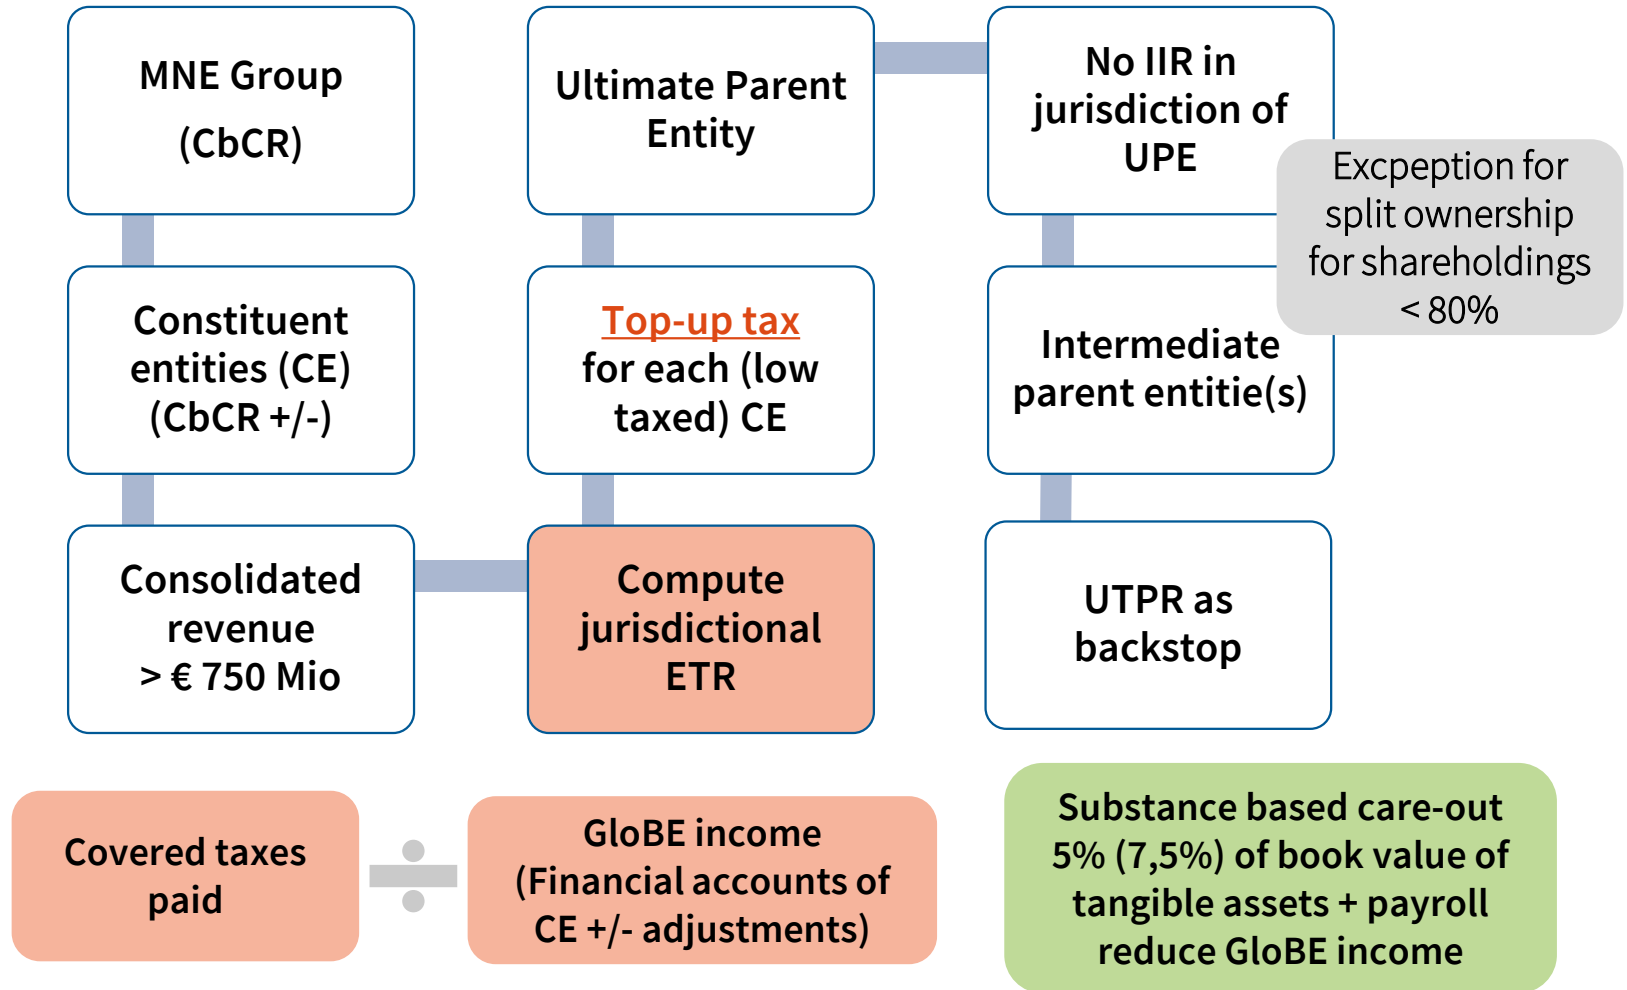 MNE Group
(CbCR)
Constituent
entities (CE)
(CbCR +/-)
Consolidated
revenue
> € 750 Mio
Compute
jurisdictional
ETR
Top-up tax
for each (low
taxed) CE
Ultimate Parent
Entity
No IIR in
jurisdiction of
UPE
Excpeption for
split ownership
for shareholdings
< 80%
Intermediate
parent entitie(s)
UTPR as
backstop
Covered taxes
paid
GloBE income
(Financial accounts of
CE +/- adjustments)
Substance based care-out
5% (7,5%) of book value of
tangible assets + payroll
reduce GloBE income